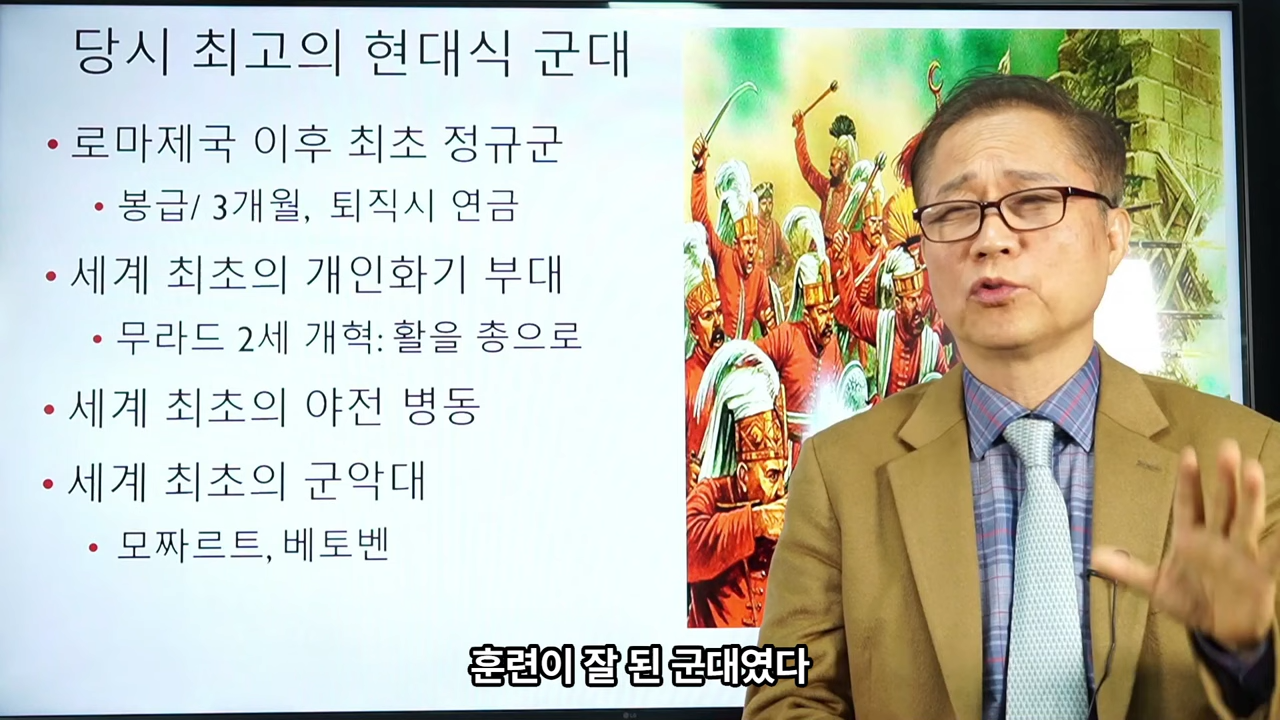 당시 최고의 현대식 군대
• 로마제국 이후 최초 정규군
• 봉급/ 3개월, 퇴직시 연금
• 세계 최초의 개인화기 부대
• 무라드 2세 개혁: 활을 총으로
• 세계 최초의 야전 병동
• 세계 최초의 군악대
• 모짜르트, 베토벤
훈련이 잘 된 군대였다
LG